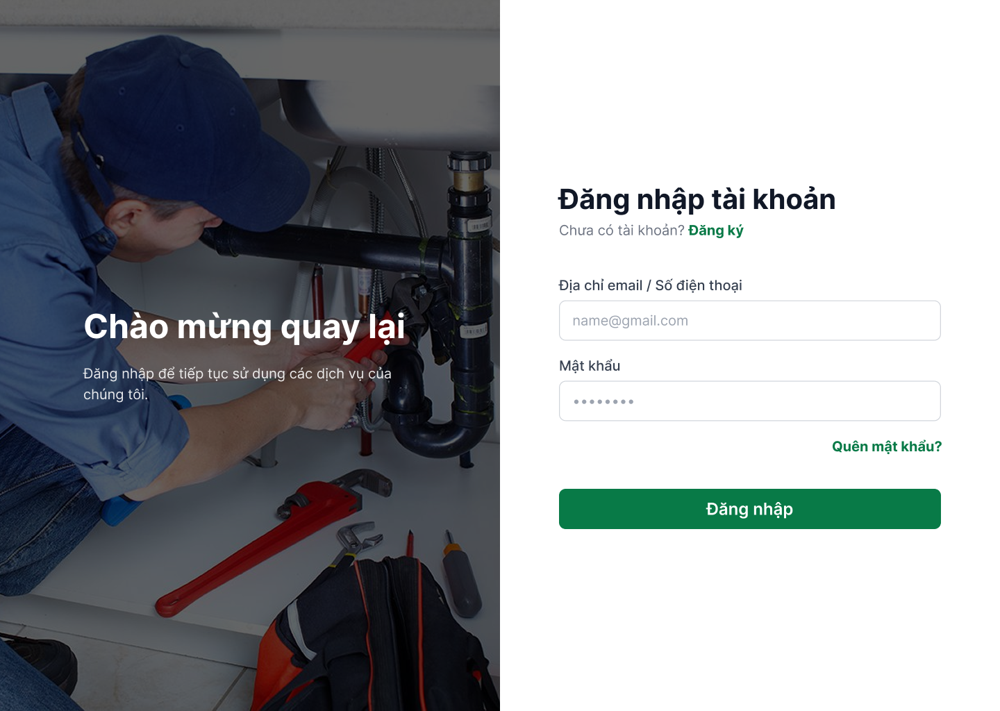 Chào mừng quay lại
Đăng nhập để tiếp tục sử dụng các dịch vụ của
chúng tôi.
Đăng nhập tài khoản
Chưa có tài khoản? Đăng ký
Địa chỉ email / Số điện thoại
name@gmail.com
Mật khẩu
••••••••
Quên mật khẩu?
Đăng nhập